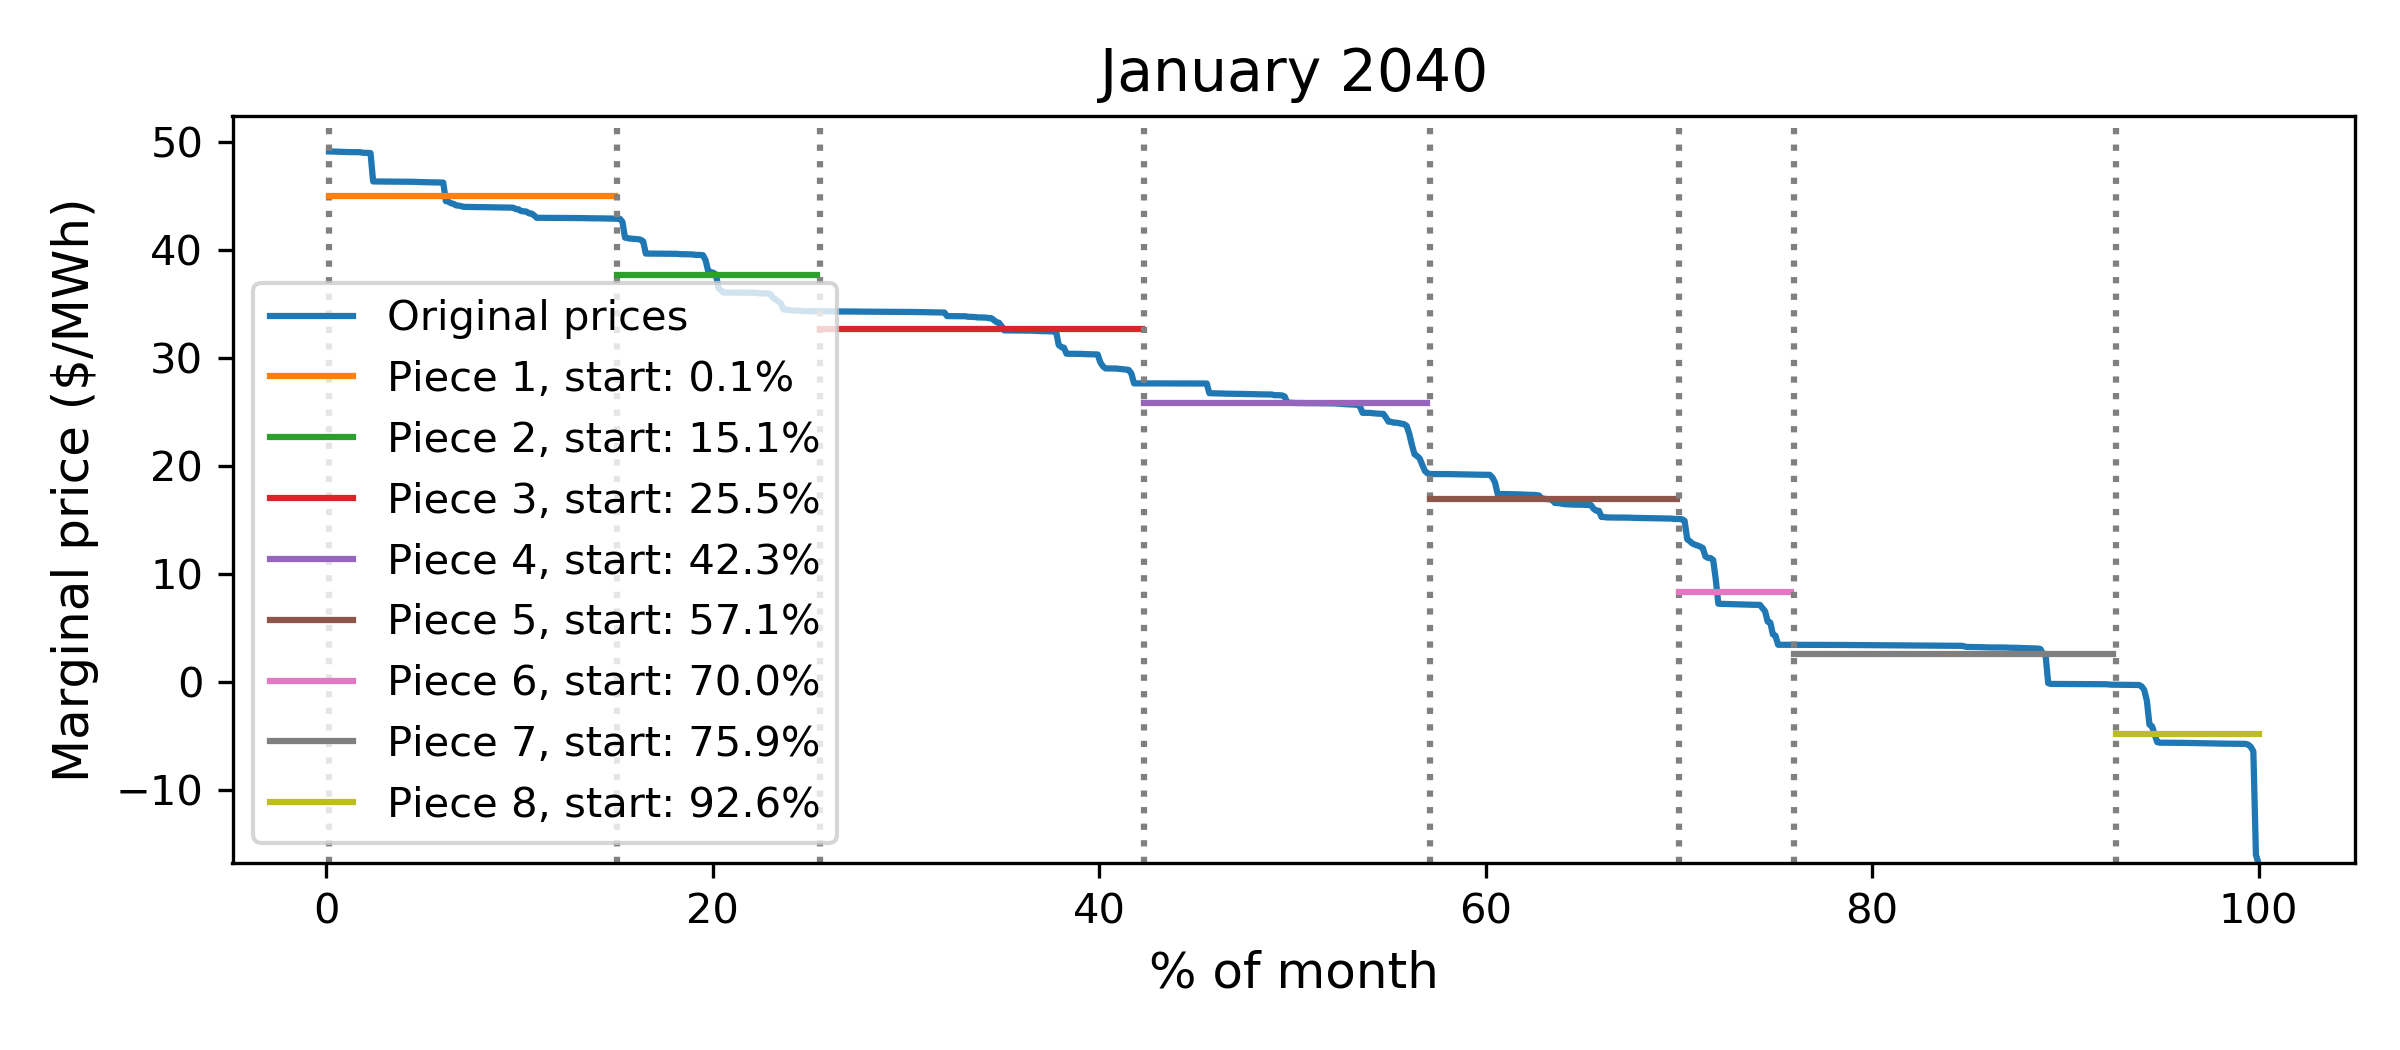 January 2040
Marginal price ($/MWh)
50
40
30
20
10
0
−10
Original prices
Piece 1, start: 0.1%
Piece 2, start: 15.1%
Piece 3, start: 25.5%
Piece 4, start: 42.3%
Piece 5, start: 57.1%
Piece 6, start: 70.0%
Piece 7, start: 75.9%
Piece 8, start: 92.6%
0 20 40 60 80 100
% of month